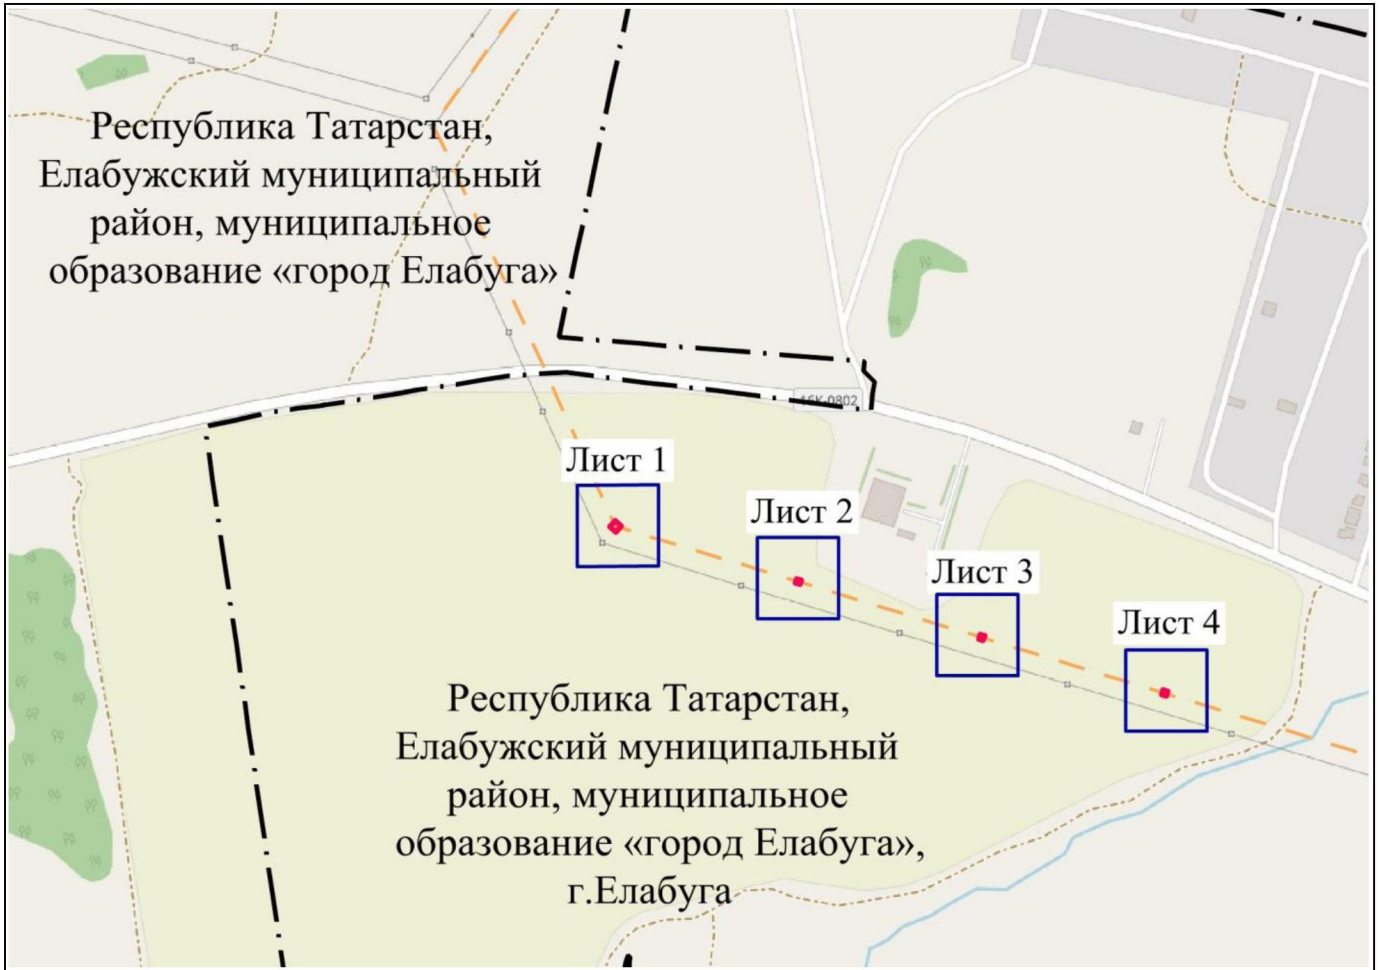 Республика Татарстан,
Елабужский муниципальный
район, муниципальное
образование «город Елабуга»
16К-0802
Лист 1
Лист 2
Лист 3
Лист 4
Республика Татарстан,
Елабужский муниципальный
район, муниципальное
образование «город Елабуга»,
г.Елабуга